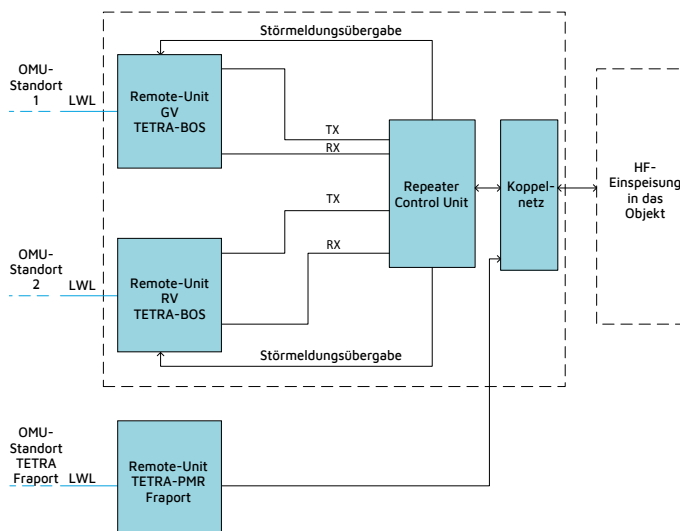 Störmeldungsübergabe
OMU-
Standort
1
LWL
Remote-Unit
GV
TETRA-BOS
TX
RX
Repeater
Control Unit
Koppel-
netz
HF-
Einspeisung
in das
Objekt
OMU-
Standort
2
LWL
Remote-Unit
RV
TETRA-BOS
TX
RX
Störmeldungsübergabe
OMU-
Standort
TETRA
Fraport
LWL
Remote-Unit
TETRA-PMR
Fraport